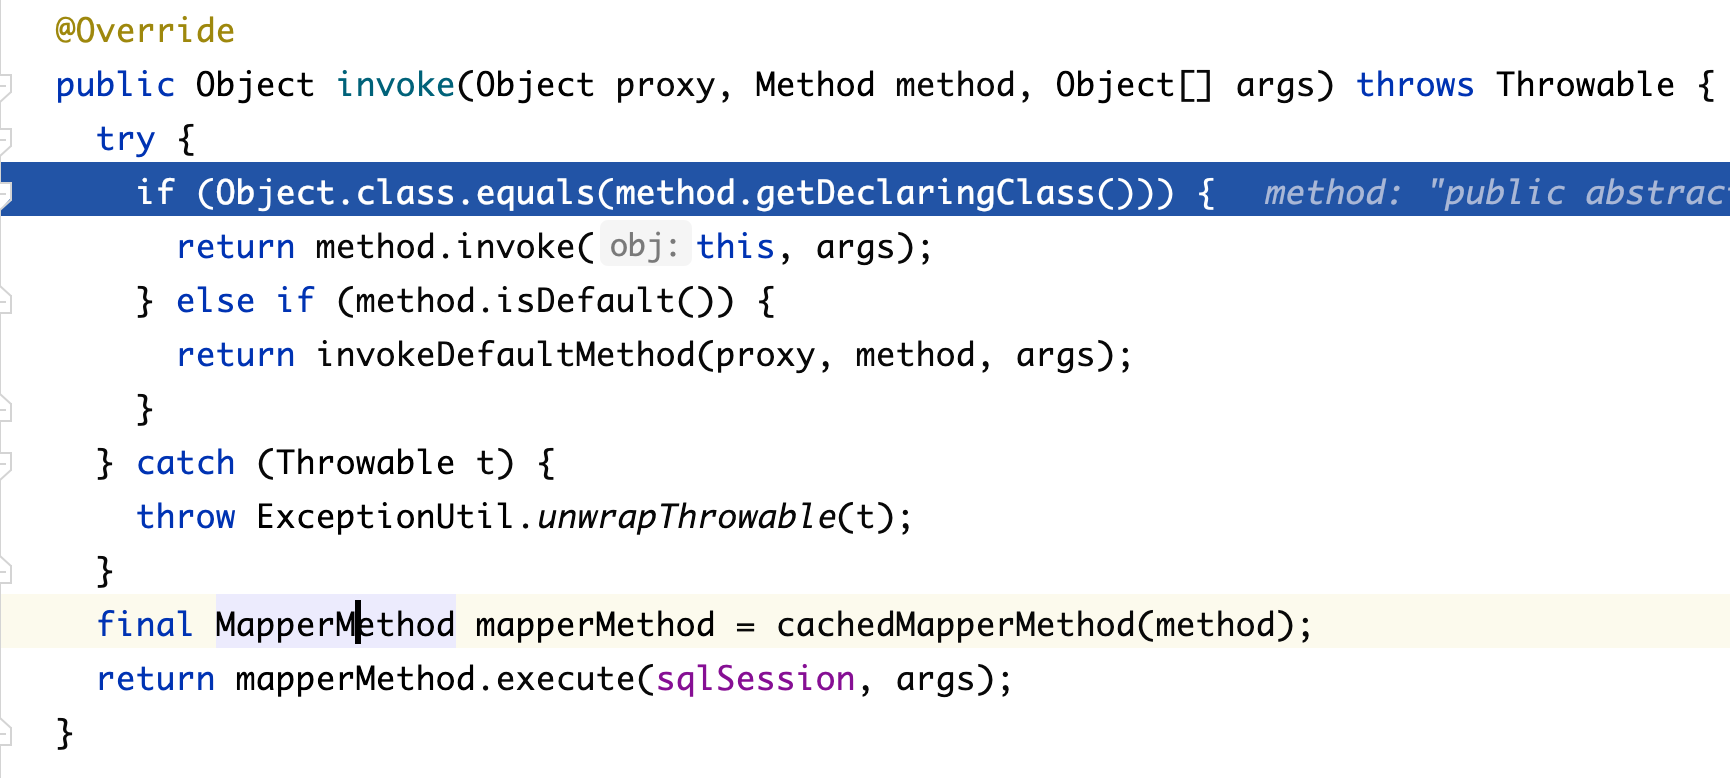 @Override
public Object invoke(Object proxy, Method method, Object[] args) throws Throwable {
try {
if (Object.class.equals(method.getDeclaringClass())) { method: "public abstrac
return method.invoke( obj: this, args);
} else if (method.isDefault()) {
return invokeDefaultMethod(proxy, method, args);
}
} catch (Throwable t) {
throw ExceptionUtil.unwrapThrowable(t);
}
final MapperMethod mapperMethod = cachedMapperMethod(method);
return mapperMethod.execute(sqlSession, args);
}